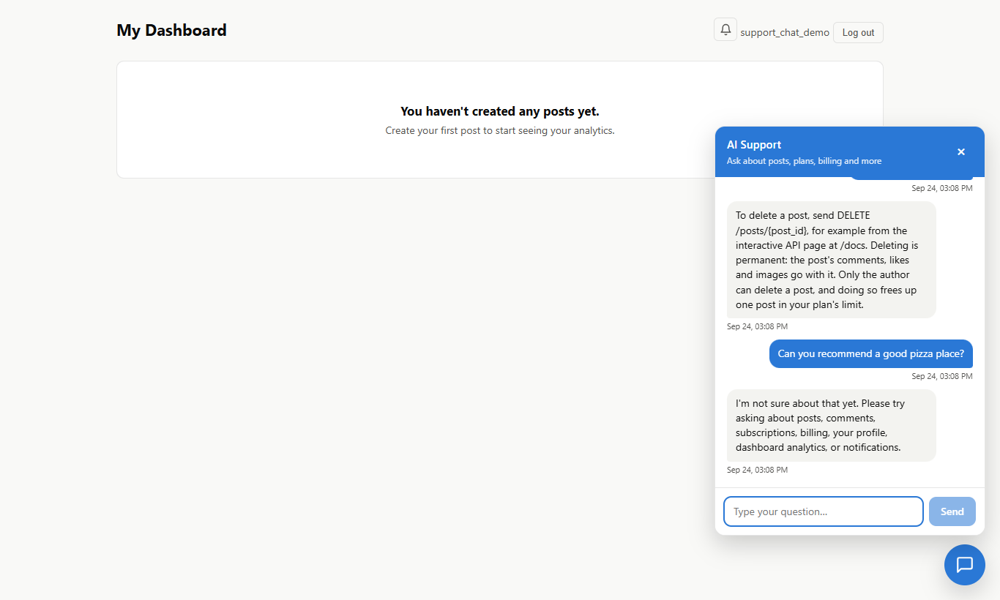 My Dashboard
support_chat_demo
Log out
You haven't created any posts yet.
Create your first post to start seeing your analytics.
AI Support
Ask about posts, plans, billing and more
Sep 24, 03:08 PM
To delete a post, send DELETE
/posts/{post_id}, for example from the
interactive API page at /docs. Deleting is
permanent: the post's comments, likes
and images go with it. Only the author
can delete a post, and doing so frees up
one post in your plan's limit.
Sep 24, 03:08 PM
Can you recommend a good pizza place?
Sep 24, 03:08 PM
I'm not sure about that yet. Please try
asking about posts, comments,
subscriptions, billing, your profile,
dashboard analytics, or notifications.
Sep 24, 03:08 PM
Type your question...
Send